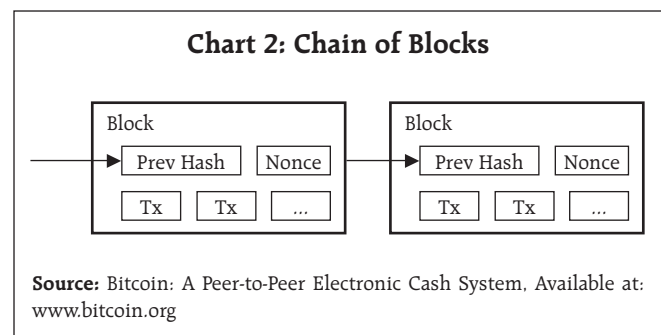 Chart 2: Chain of Blocks
Block
Prev Hash Nonce
Tx Tx ...
Block
Prev Hash Nonce
Tx Tx ...
Source: Bitcoin: A Peer-to-Peer Electronic Cash System, Available at:
www.bitcoin.org